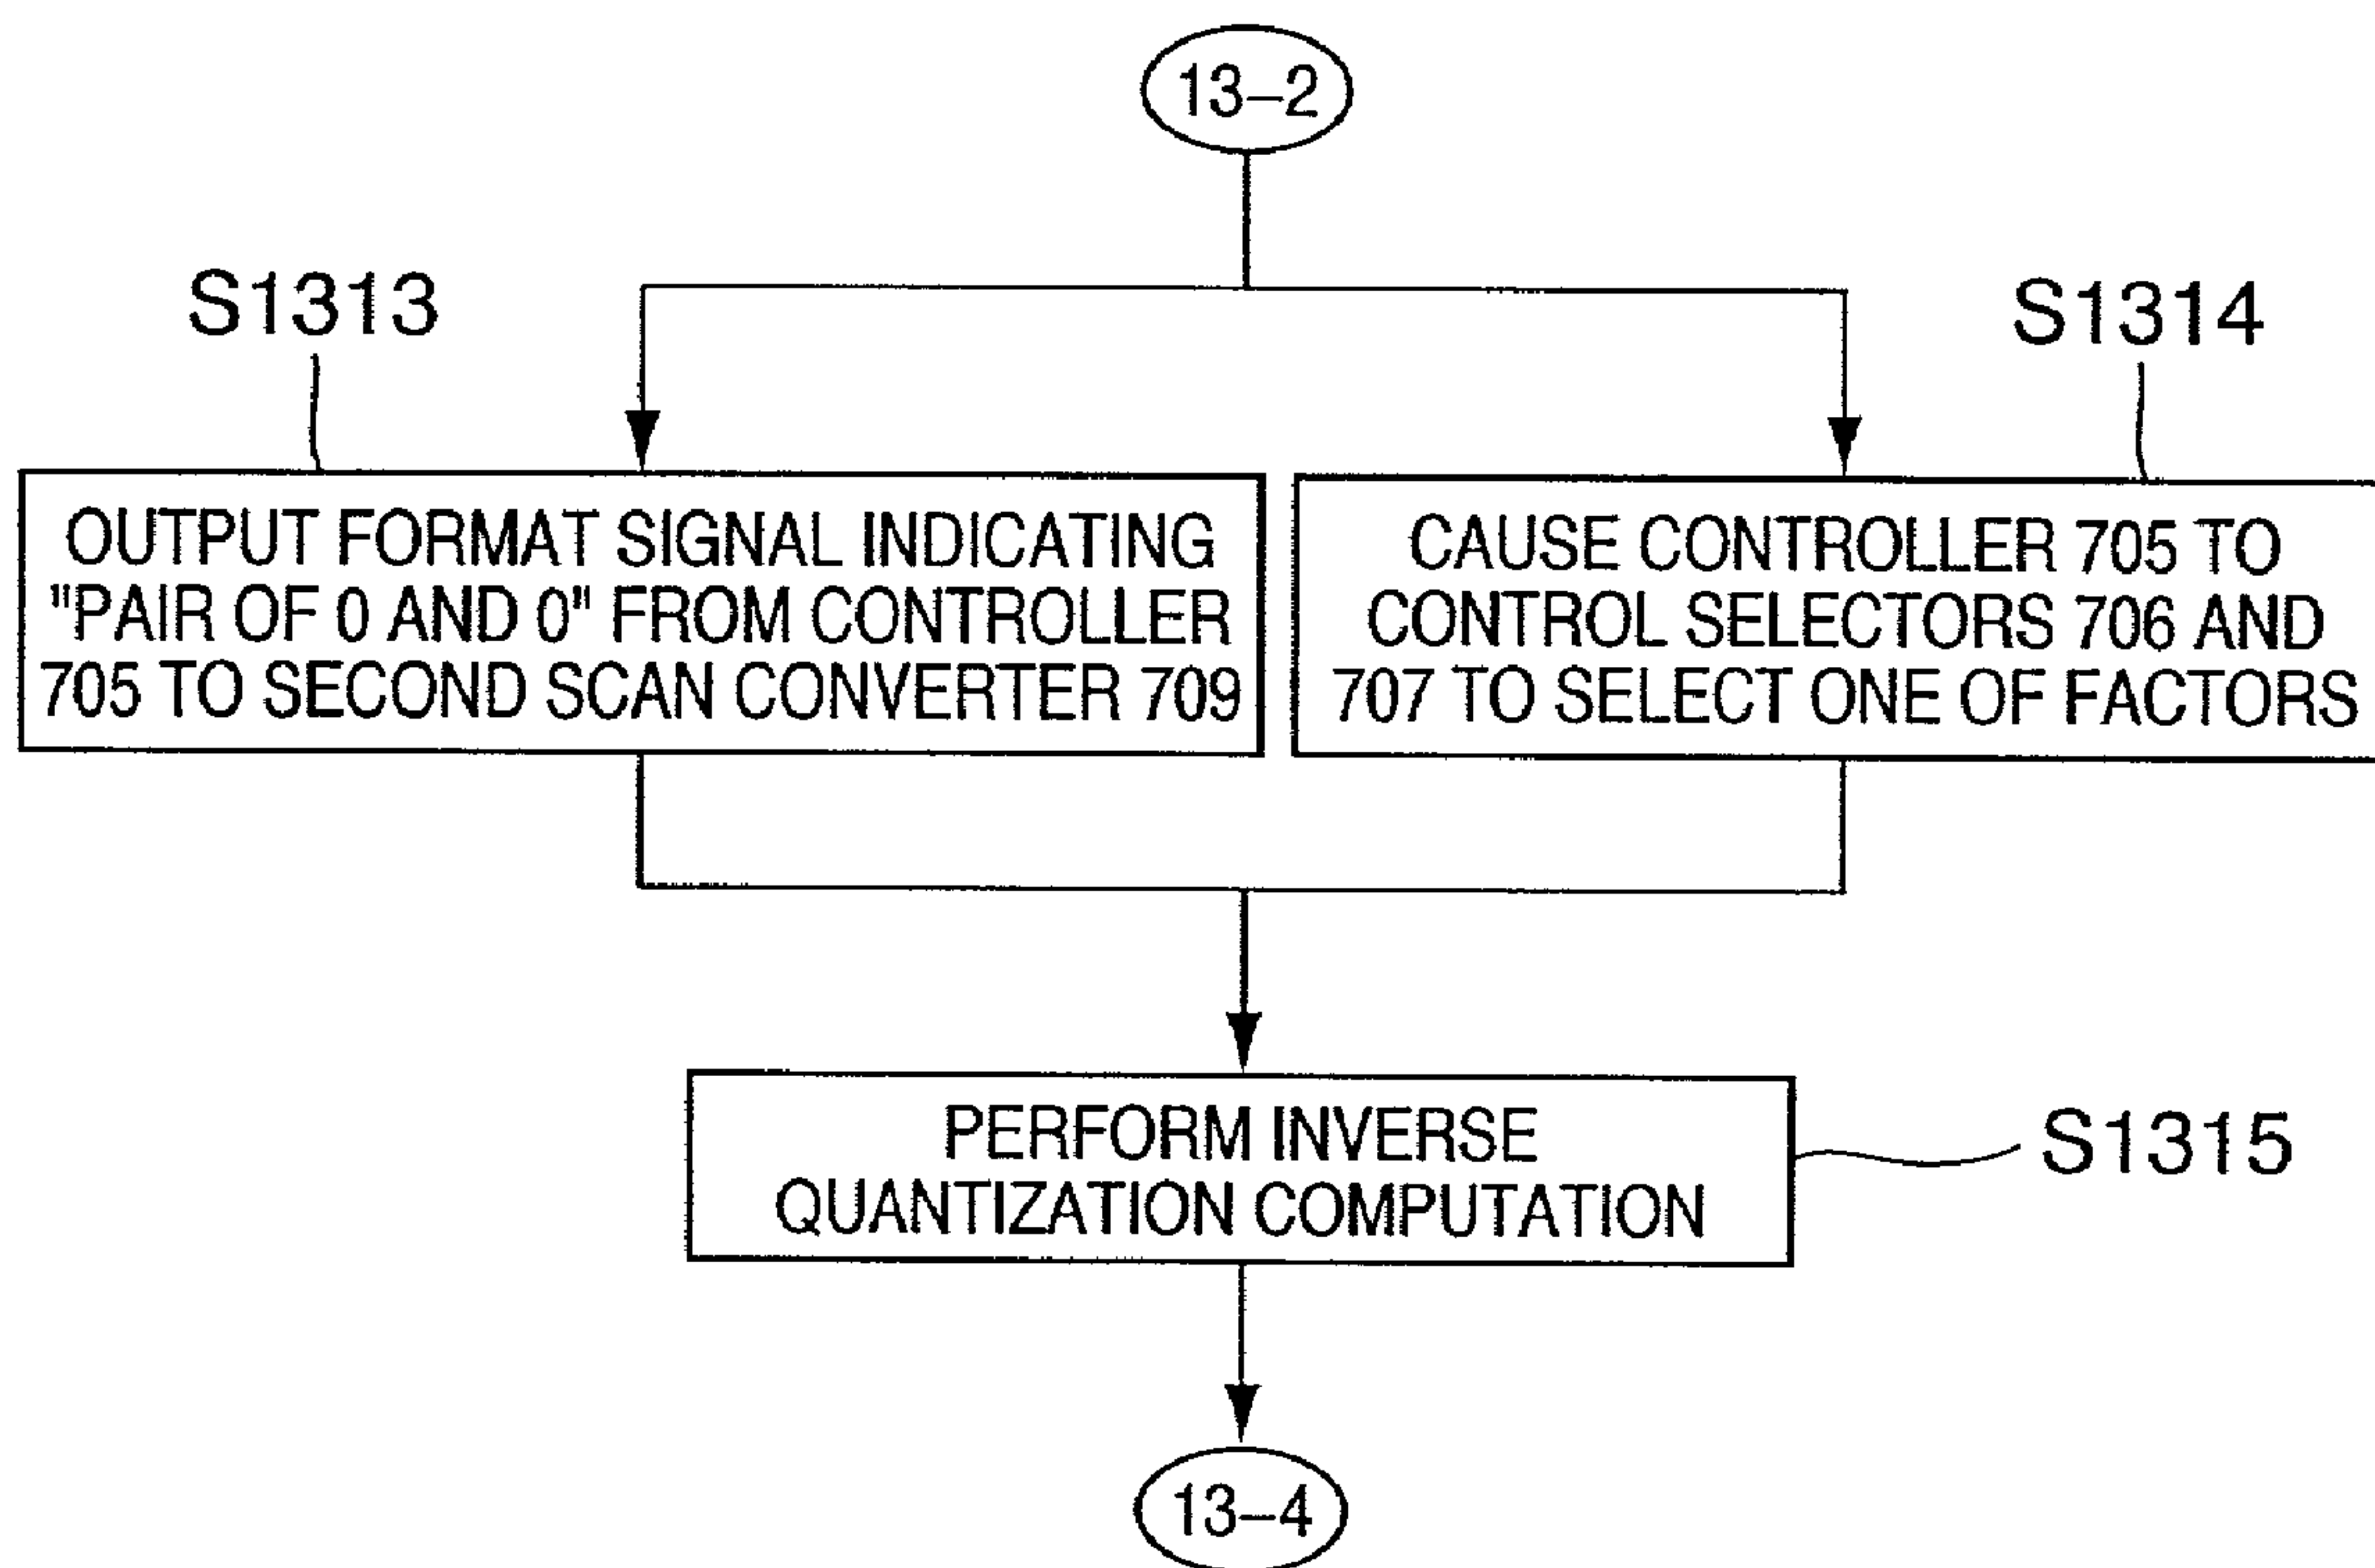 13–2
S1313
S1314
OUTPUT FORMAT SIGNAL INDICATING
"PAIR OF 0 AND 0" FROM CONTROLLER
705 TO SECOND SCAN CONVERTER 709
CAUSE CONTROLLER 705 TO
CONTROL SELECTORS 706 AND
707 TO SELECT ONE OF FACTORS
PERFORM INVERSE
QUANTIZATION COMPUTATION
S1315
13–4